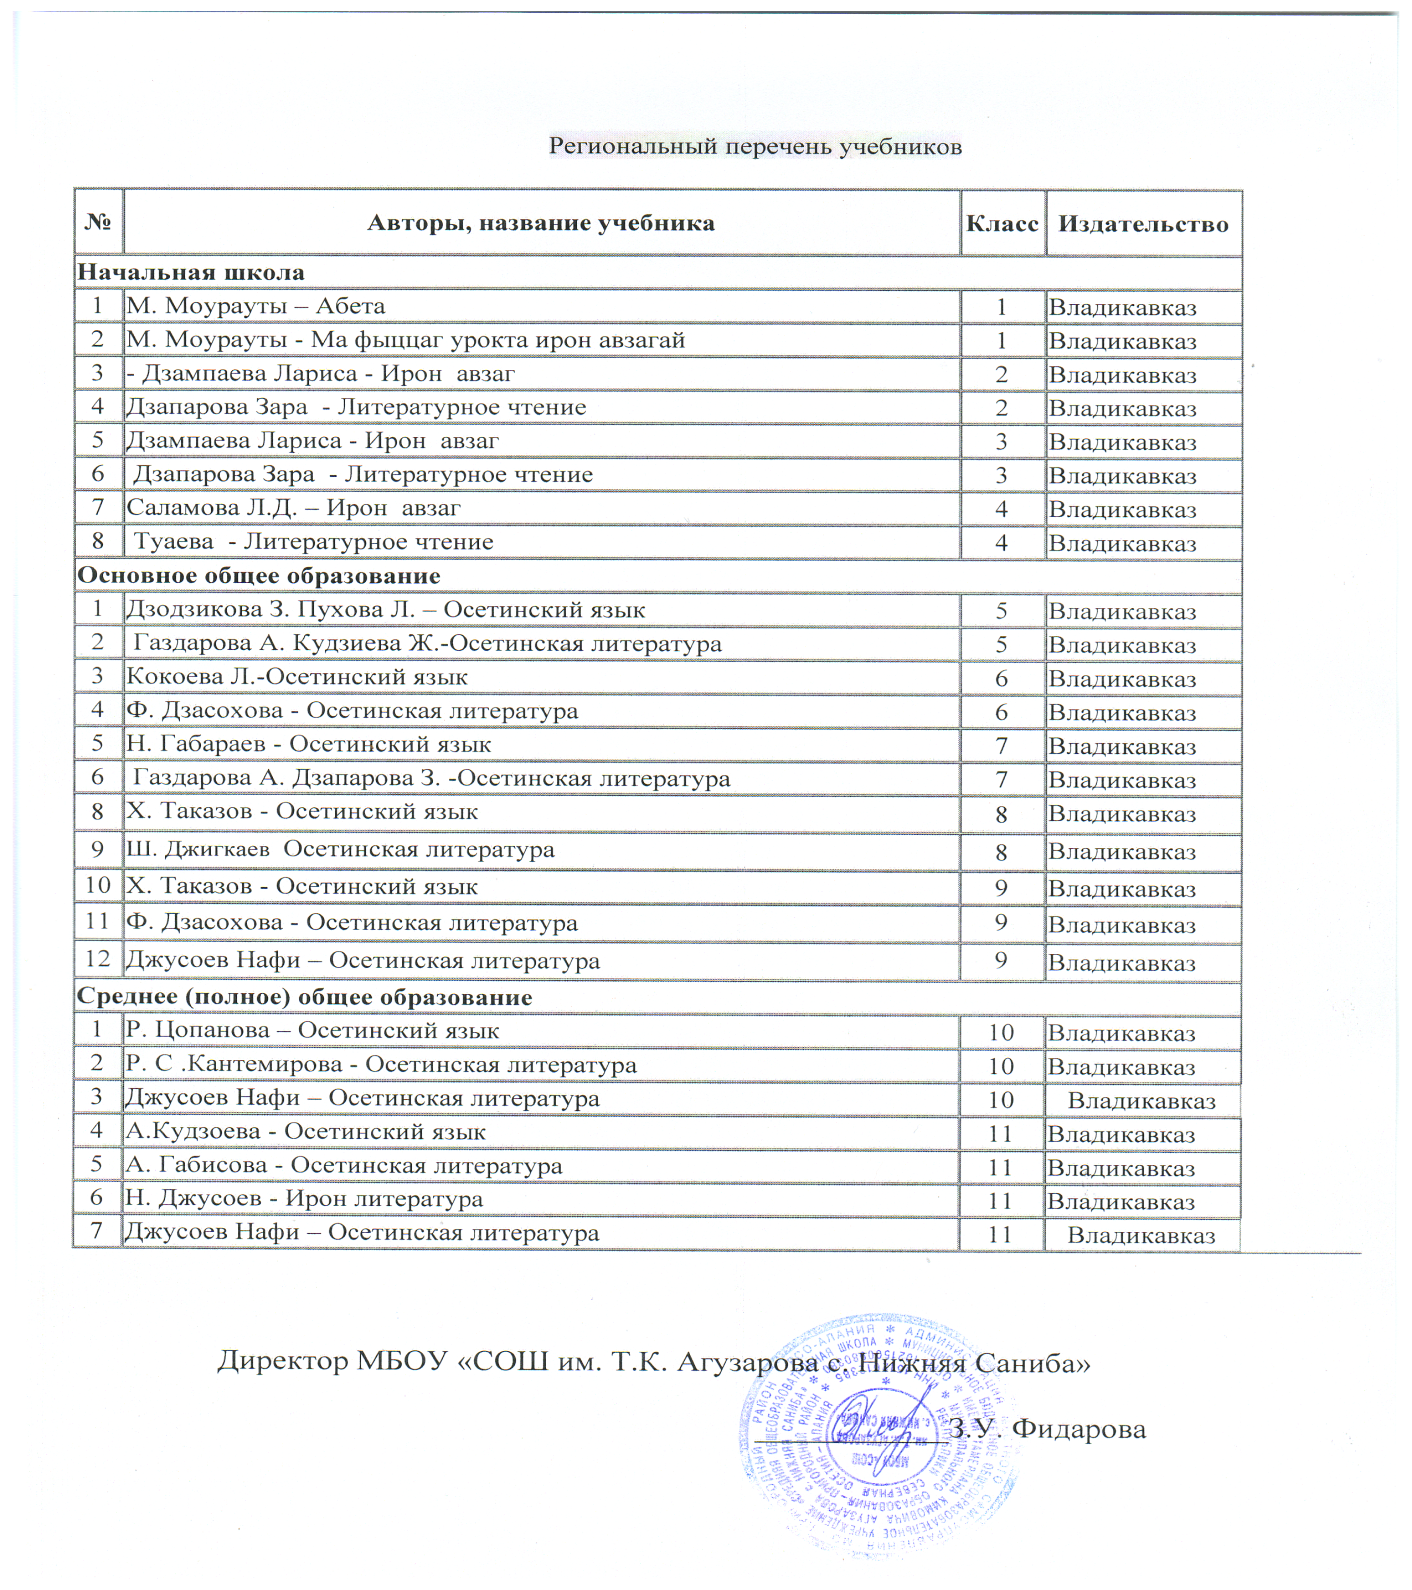 Региональный перечень учебников
№ Авторы, название учебника Класс Издательство
Начальная школа
1 М. Моурауты – Абета 1 Владикавказ
2 М. Моурауты - Ма фыццаг урокта ирон авзагай 1 Владикавказ
3 - Дзампаева Лариса - Ирон авзаг 2 Владикавказ
4 Дзапарова Зара - Литературное чтение 2 Владикавказ
5 Дзампаева Лариса - Ирон авзаг 3 Владикавказ
6 Дзапарова Зара - Литературное чтение 3 Владикавказ
7 Саламова Л.Д. – Ирон авзаг 4 Владикавказ
8 Туаева - Литературное чтение 4 Владикавказ
Основное общее образование
1 Дзодзикова З. Пухова Л. – Осетинский язык 5 Владикавказ
2 Газдарова А. Кудзиева Ж.-Осетинская литература 5 Владикавказ
3 Кокоева Л.-Осетинский язык 6 Владикавказ
4 Ф. Дзасохова - Осетинская литература 6 Владикавказ
5 Н. Габараев - Осетинский язык 7 Владикавказ
6 Газдарова А. Дзапарова З. -Осетинская литература 7 Владикавказ
8 Х. Таказов - Осетинский язык 8 Владикавказ
9 Ш. Джигкаев Осетинская литература 8 Владикавказ
10 Х. Таказов - Осетинский язык 9 Владикавказ
11 Ф. Дзасохова - Осетинская литература 9 Владикавказ
12 Джусоев Нафи – Осетинская литература 9 Владикавказ
Среднее (полное) общее образование
1 Р. Цопанова – Осетинский язык 10 Владикавказ
2 Р. С .Кантемирова - Осетинская литература 10 Владикавказ
3 Джусоев Нафи – Осетинская литература 10 Владикавказ
4 А.Кудзоева - Осетинский язык 11 Владикавказ
5 А. Габисова - Осетинская литература 11 Владикавказ
6 Н. Джусоев - Ирон литература 11 Владикавказ
7 Джусоев Нафи – Осетинская литература 11 Владикавказ
Директор МБОУ «СОШ им. Т.К. Агузарова с. Нижняя Саниба»
З.У. Фидарова